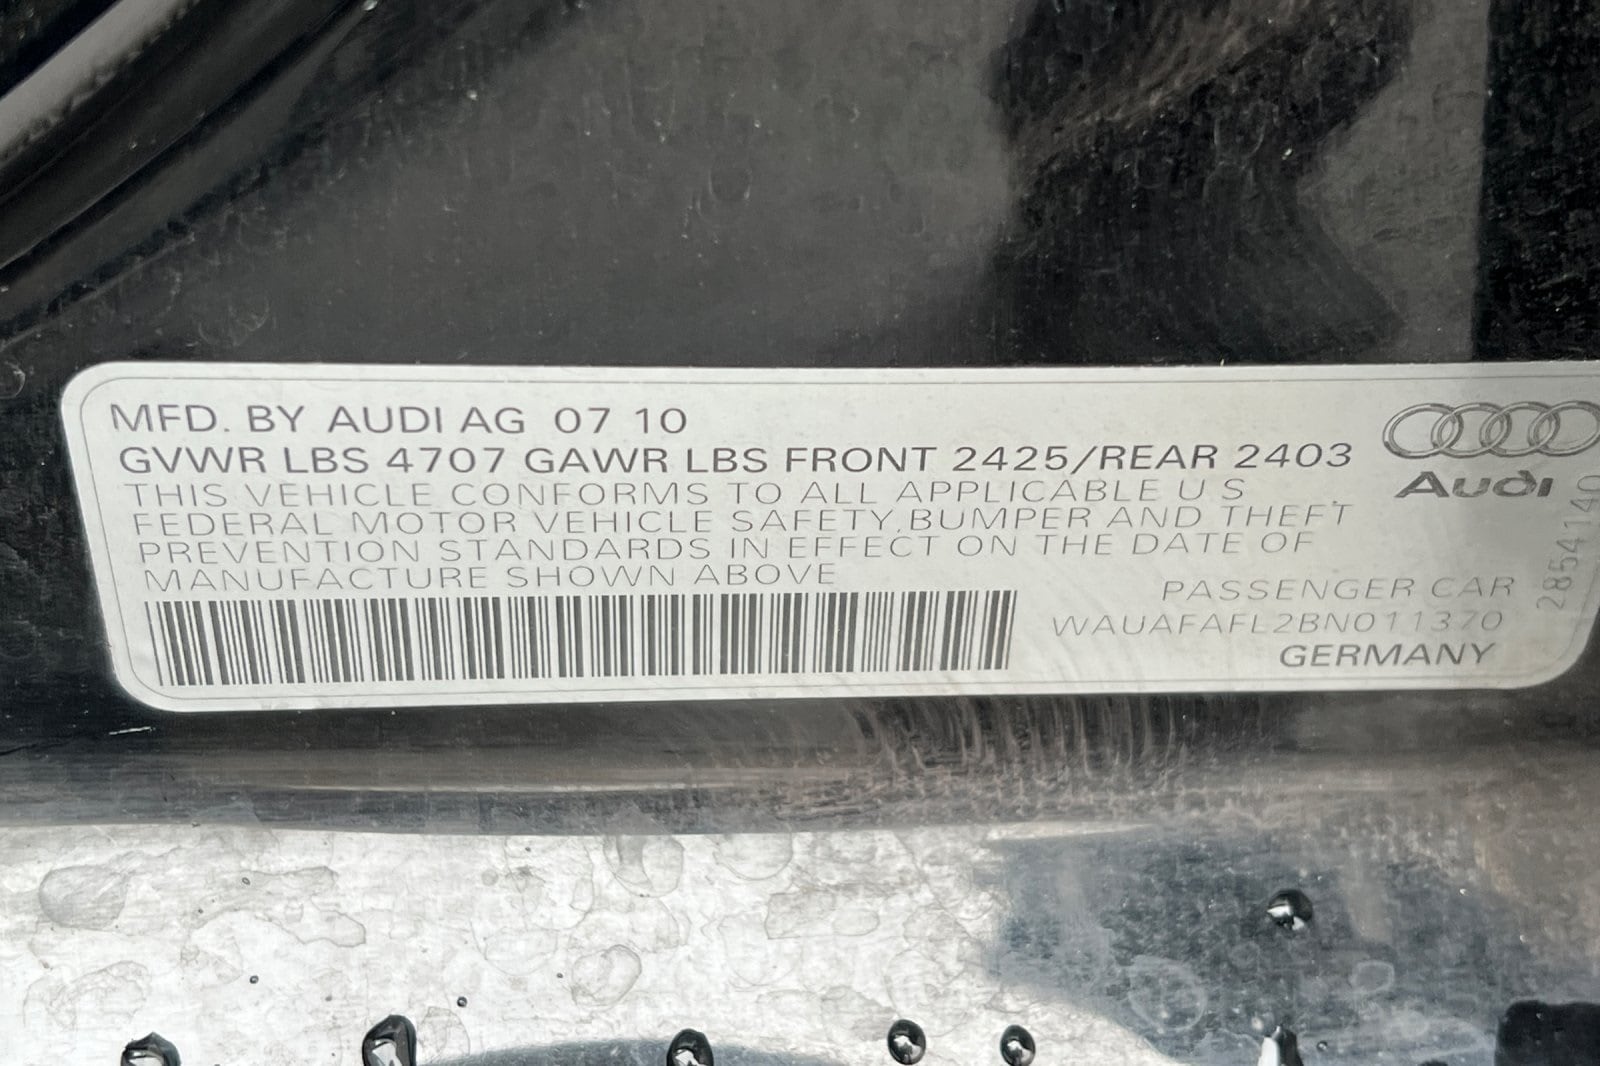 MFD. BY AUDI AG 07 10
GVWR LBS 4707 GAWR LBS FRONT 2425/REAR 2403
THIS VEHICLE CONFORMS TO ALL APPLICABLE U S
FEDERAL MOTOR VEHICLE SAFETY, BUMPER AND THEFT
PREVENTION STANDARDS IN EFFECT ON THE DATE OF
MANUFACTURE SHOWN ABOVE
Audi
2854140
PASSENGER CAR
WAUAFAFL2BN011370
GERMANY